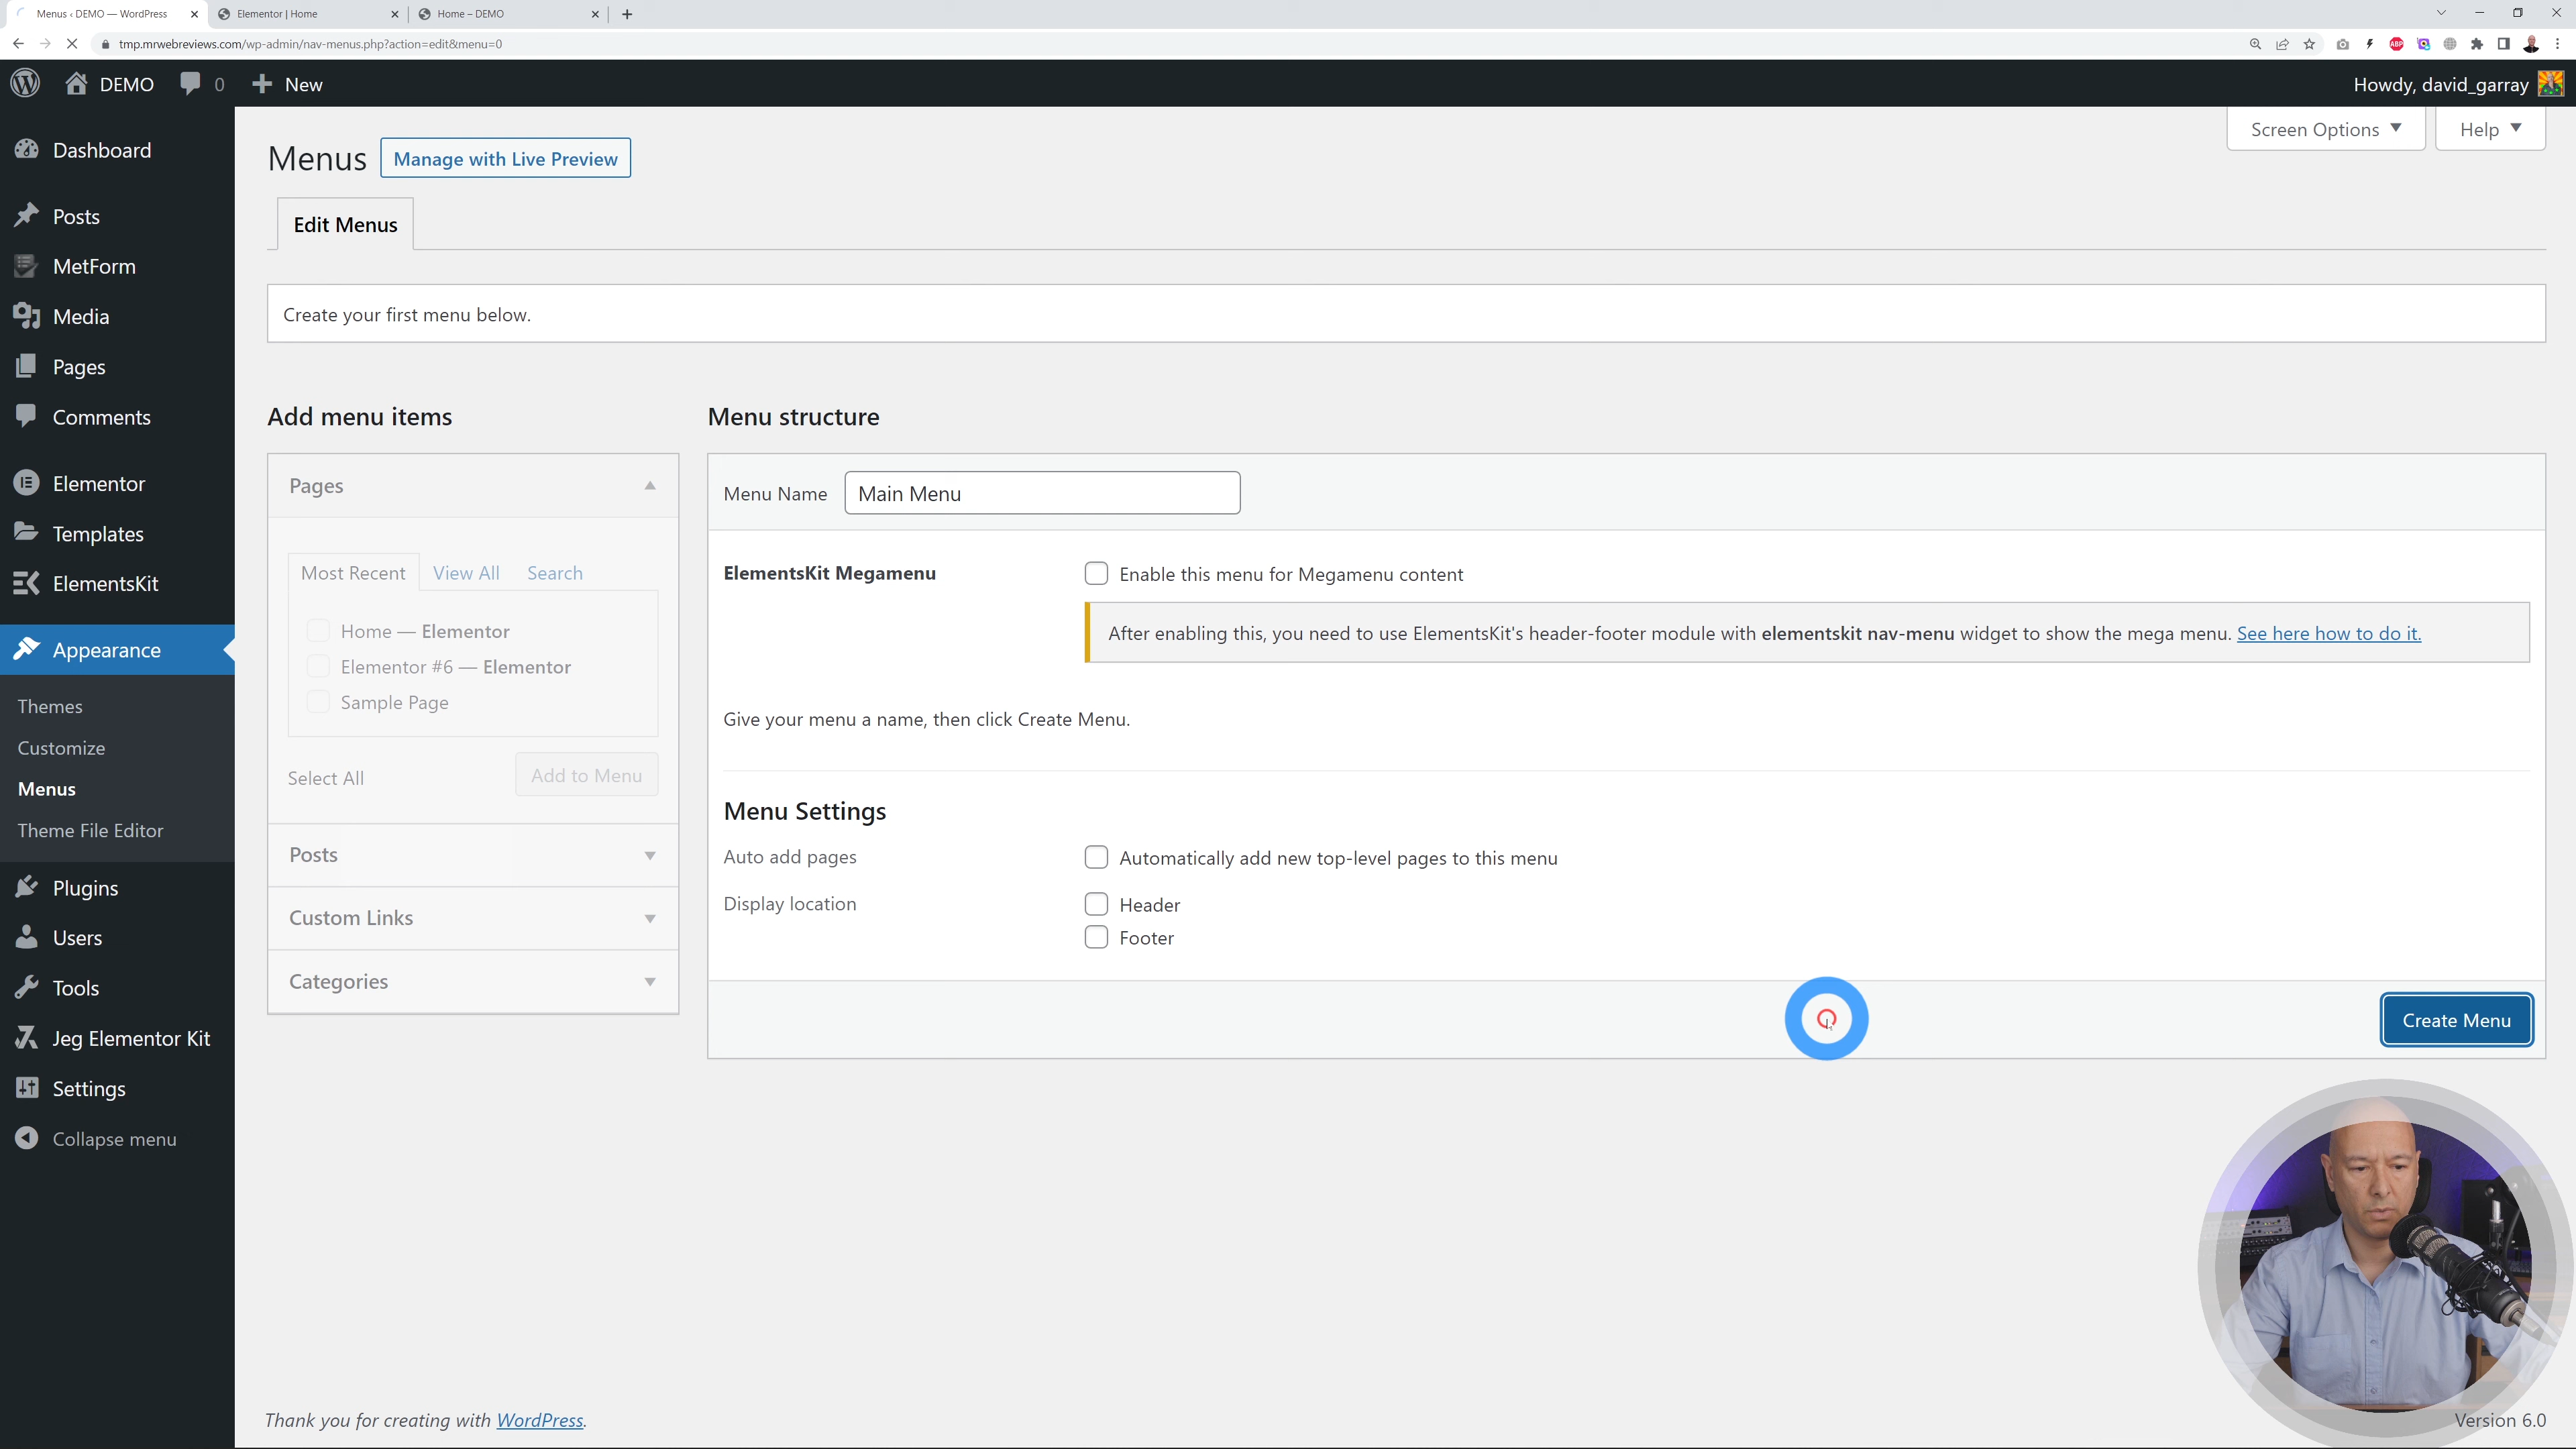 Menus ‹ DEMO — WordPress
Elementor | Home
Home – DEMO
tmp.mrwebreviews.com/wp-admin/nav-menus.php?action=edit&menu=0
ABP
DEMO
0
New
Howdy, david_garray
Dashboard
Posts
MetForm
Media
Pages
Comments
Elementor
Templates
ElementsKit
Appearance
Themes
Customize
Menus
Theme File Editor
Plugins
Users
Tools
Jeg Elementor Kit
Settings
Collapse menu
Screen Options
Help
Menus
Manage with Live Preview
Edit Menus
Create your first menu below.
Add menu items
Pages
Most Recent
View All
Search
Home — Elementor
Elementor #6 — Elementor
Sample Page
Select All
Add to Menu
Posts
Custom Links
Categories
Menu structure
Menu Name
Main Menu
ElementsKit Megamenu
Enable this menu for Megamenu content
After enabling this, you need to use ElementsKit's header-footer module with elementskit nav-menu widget to show the mega menu. See here how to do it.
Give your menu a name, then click Create Menu.
Menu Settings
Auto add pages
Automatically add new top-level pages to this menu
Display location
Header
Footer
Create Menu
Thank you for creating with WordPress.
Version 6.0